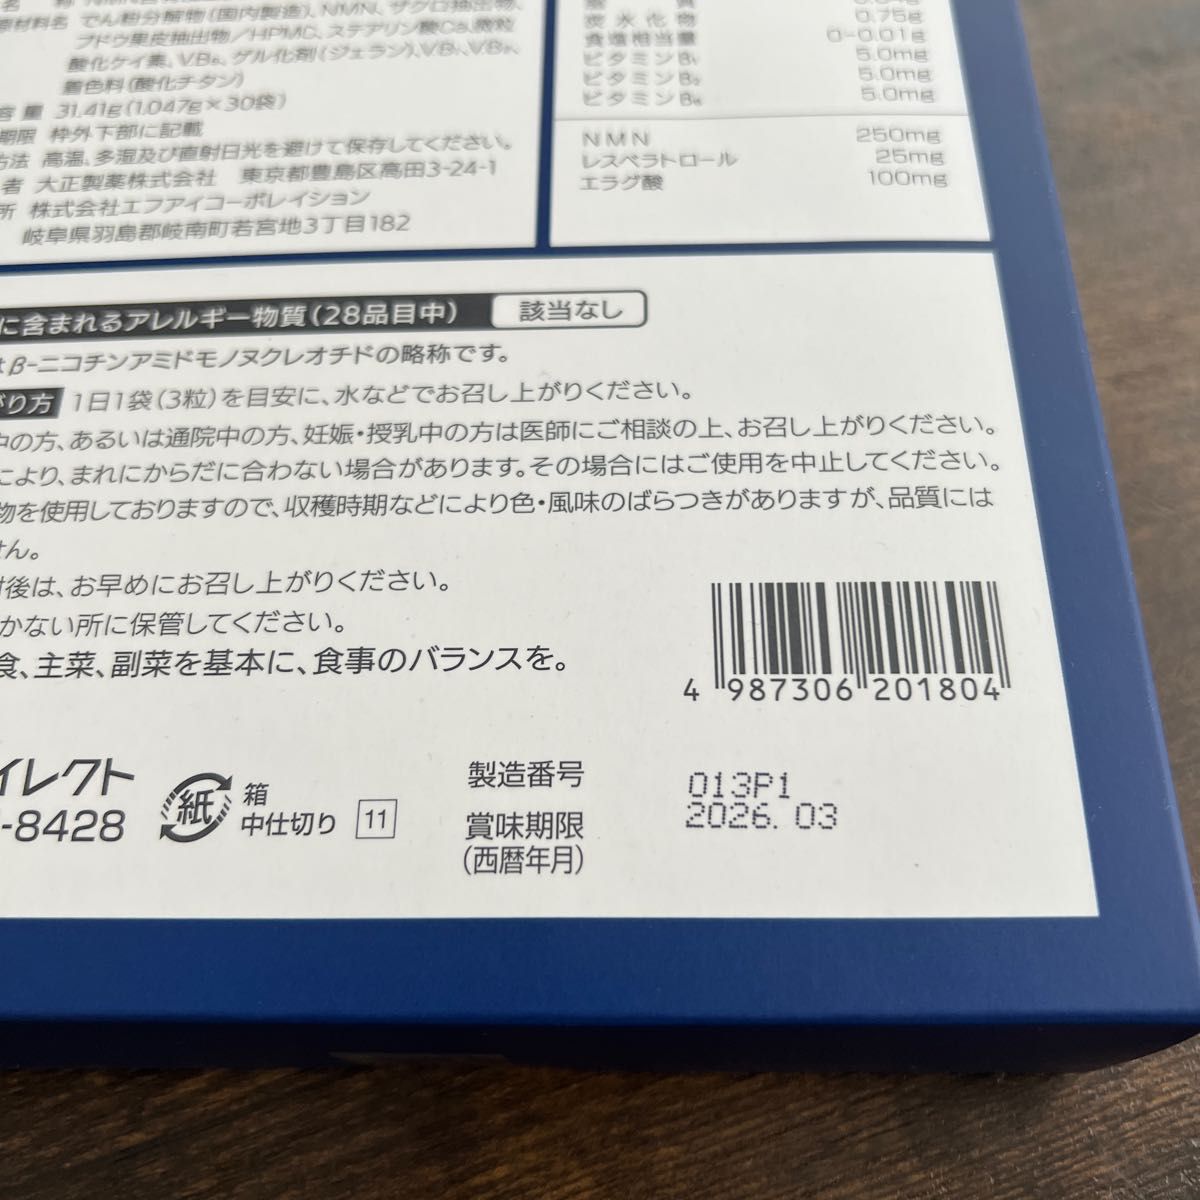 原材料名 でん粉分解物(国内製造)、NMN、ザクロ抽出物、
ブドウ果皮抽出物/HPMC、ステアリン酸Ca、微粒
酸化ケイ素、V.B₆、ゲル化剤(ジェラン)、V.B₁、V.B₂、
着色料(酸化チタン)
容量 31.41g(1.047g×30袋)
期限 枠外下部に記載
方法 高温、多湿及び直射日光を避けて保存してください。
者 大正製薬株式会社 東京都豊島区高田3-24-1
所 株式会社エフアイコーポレイション
岐阜県羽島郡岐南町若宮地3丁目182
炭水化物 0.75g
食塩相当量 0-0.01g
ビタミンB₁ 5.0mg
ビタミンB₂ 5.0mg
ビタミンB₆ 5.0mg
NMN 250mg
レスベラトロール 25mg
エラグ酸 100mg
に含まれるアレルギー物質(28品目中) 該当なし
はβ-ニコチンアミドモノヌクレオチドの略称です。
がり方 1日1袋(3粒)を目安に、水などでお召し上がりください。
中の方、あるいは通院中の方、妊娠・授乳中の方は医師にご相談の上、お召し上がりください。
により、まれにからだに合わない場合があります。その場合にはご使用を中止してください。
物を使用しておりますので、収穫時期などにより色・風味のばらつきがありますが、品質には
せん。
封後は、お早めにお召し上がりください。
かない所に保管してください。
食、主菜、副菜を基本に、食事のバランスを。
4 987306 201804
イレクト
-8428
紙 箱
中仕切り 11
製造番号 013P1
賞味期限 2026.03
(西暦年月)